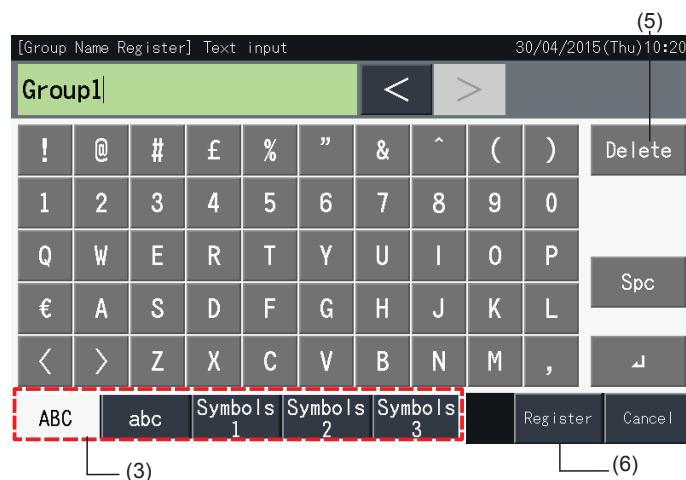 (5)
[Group Name Register] Text input 30/04/2015(Thu)10:20
Group1 < >
! @ # £ % ” & ^ ( ) Delete
1 2 3 4 5 6 7 8 9 0
Q W E R T Y U I O P
Spc
€ A S D F G H J K L
< > Z X C V B N M , ↵
ABC abc Symbols 1 Symbols 2 Symbols 3 Register Cancel
(3) (6)